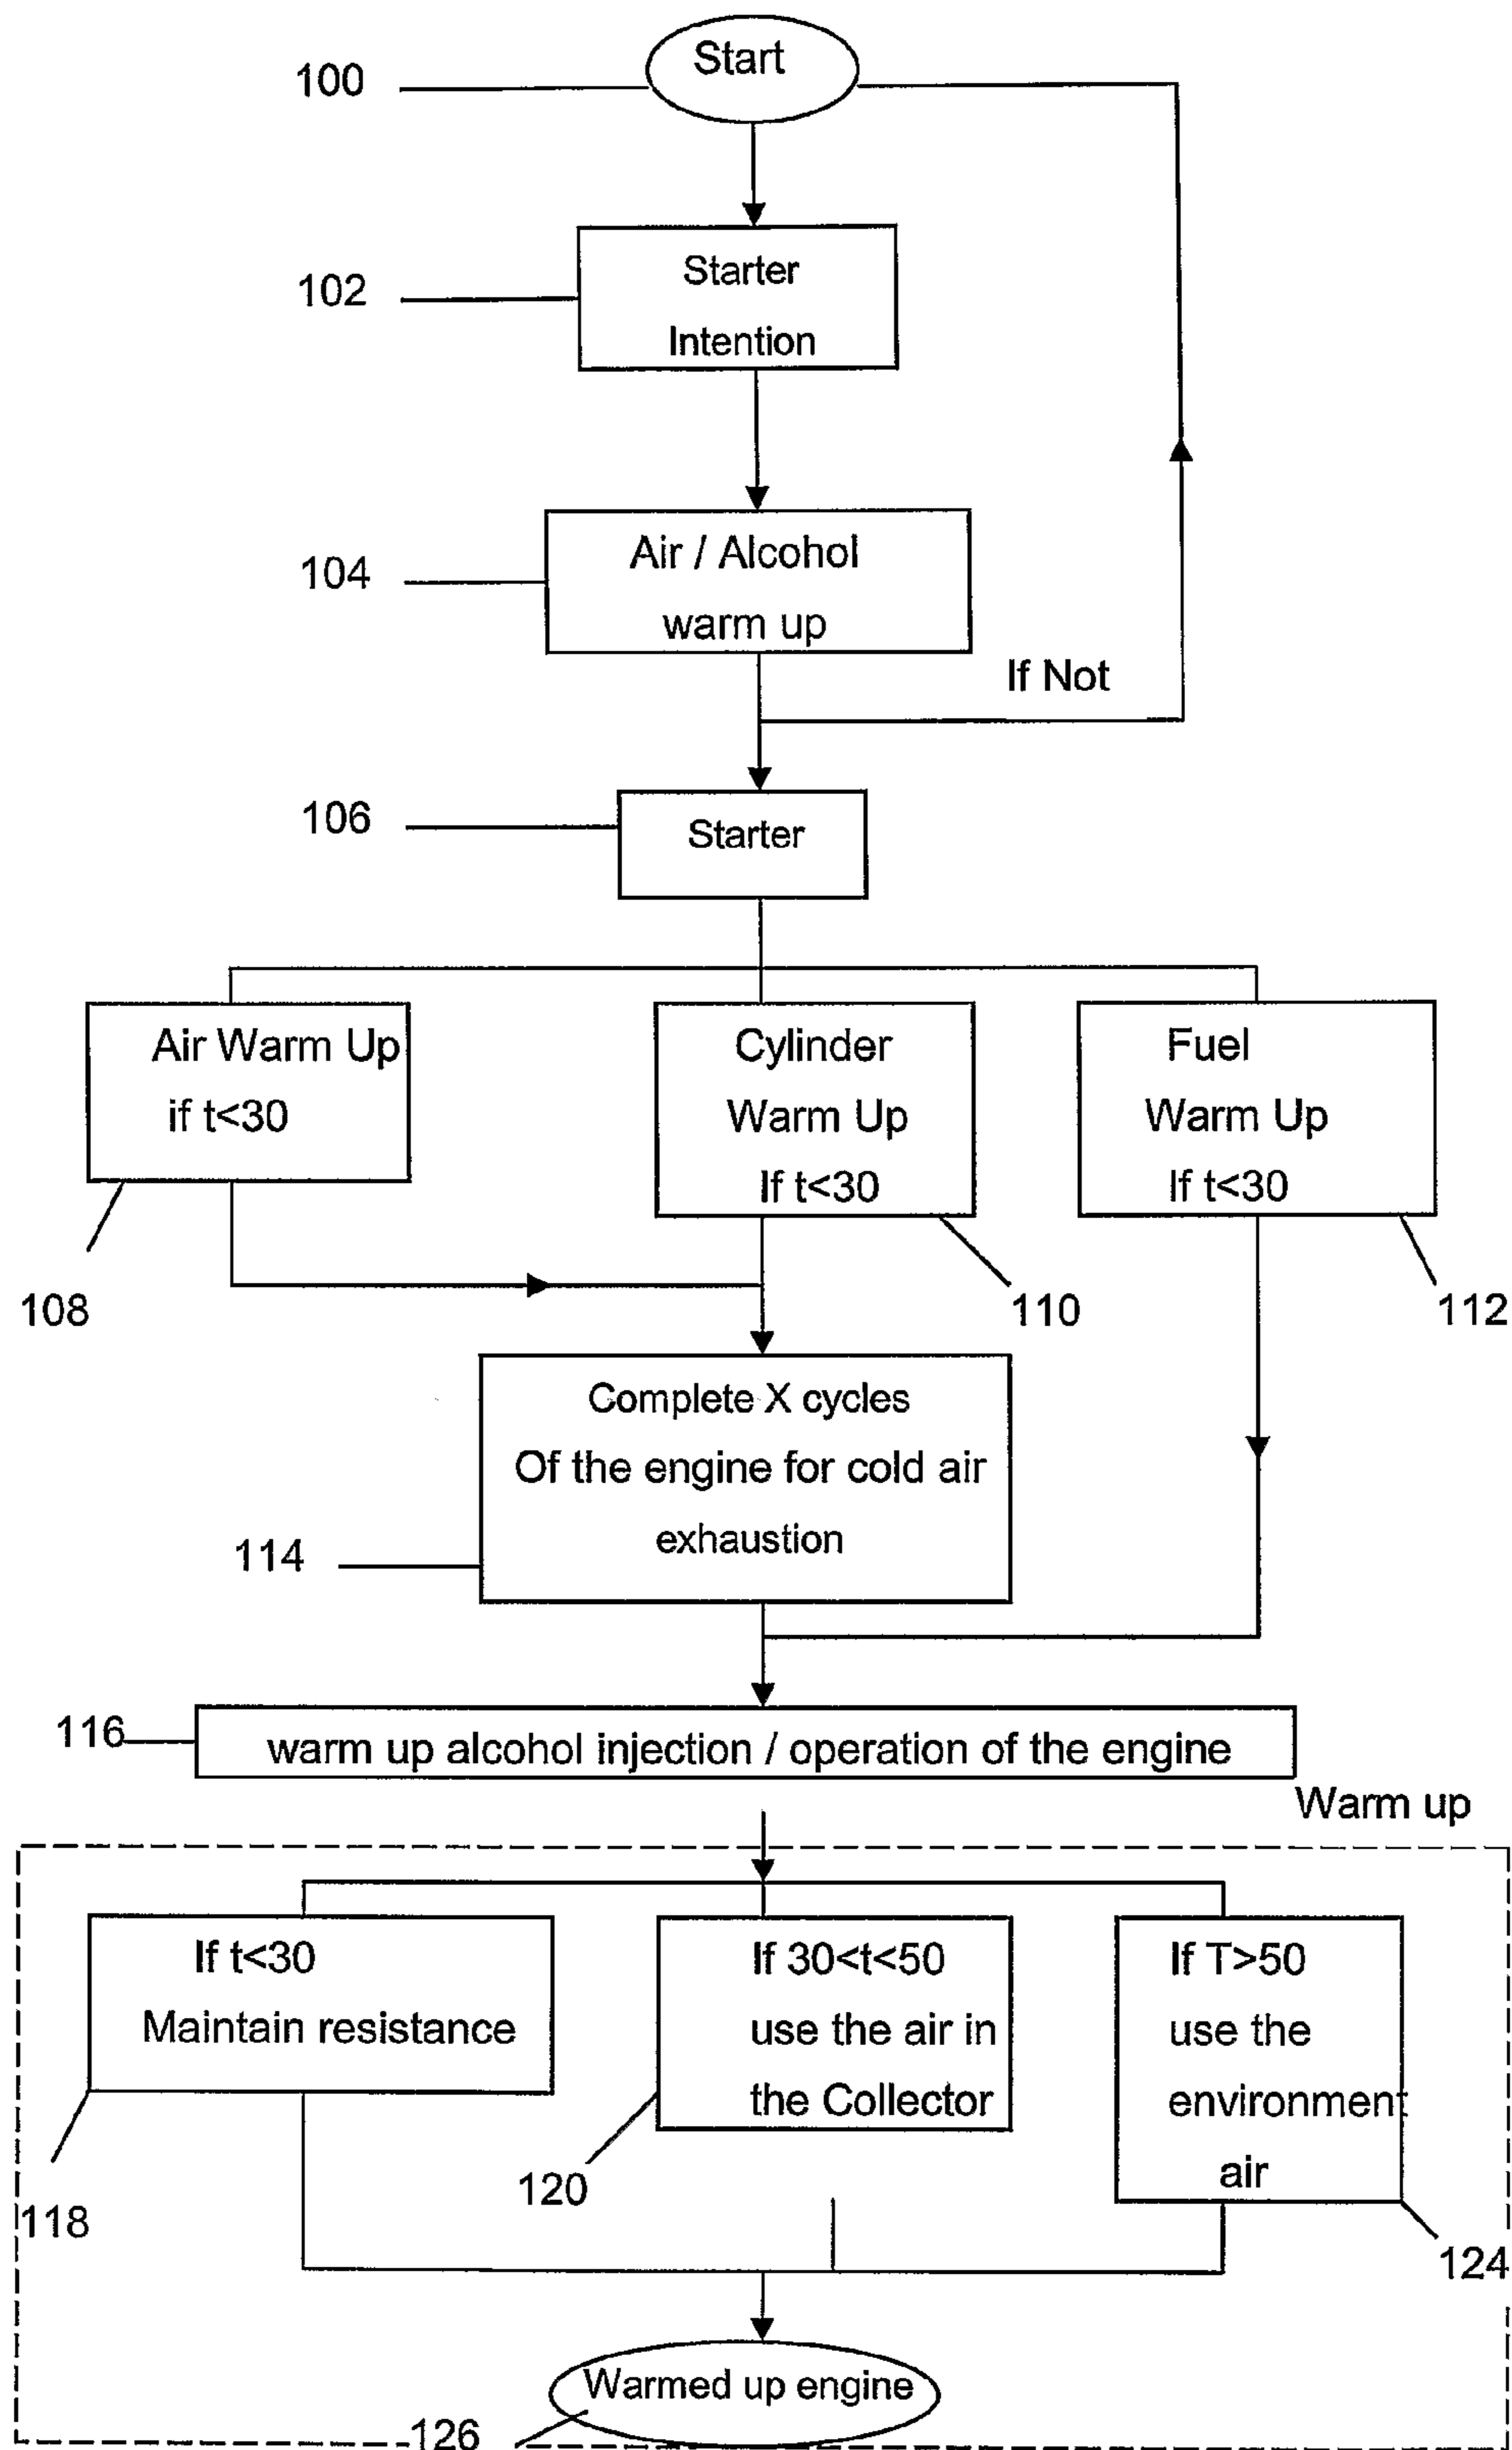 Start
100
Starter
Intention
102
Air / Alcohol
warm up
104
If Not
Starter
106
Air Warm Up
if t<30
Cylinder
Warm Up
If t<30
Fuel
Warm Up
If t<30
108
110
112
Complete X cycles
Of the engine for cold air
exhaustion
114
116
warm up alcohol injection / operation of the engine
Warm up
If t<30
Maintain resistance
If 30<t<50
use the air in
the Collector
If T>50
use the
environment
air
118
120
124
Warmed up engine
126